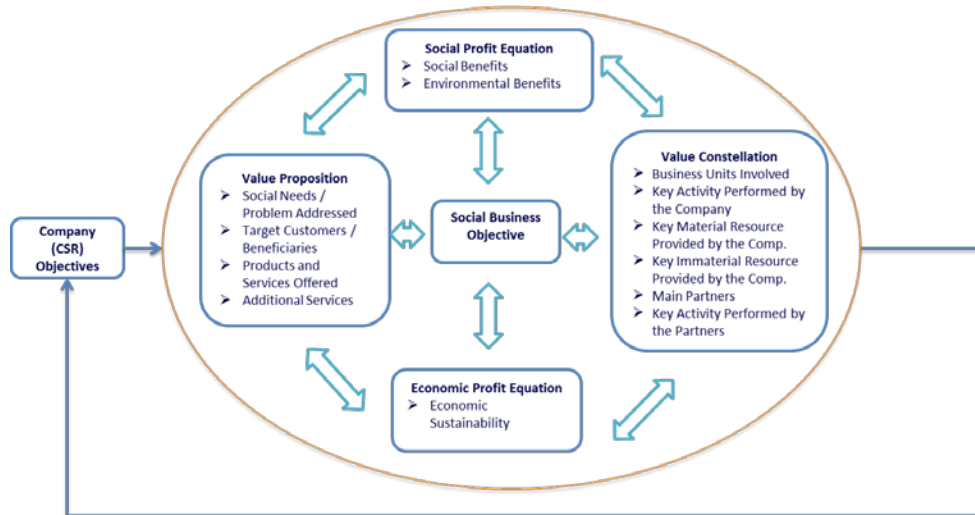 Social Profit Equation
➢ Social Benefits
➢ Environmental Benefits
Value Proposition
➢ Social Needs /
Problem Addressed
➢ Target Customers /
Beneficiaries
➢ Products and
Services Offered
➢ Additional Services
Value Constellation
➢ Business Units Involved
➢ Key Activity Performed by
the Company
➢ Key Material Resource
Provided by the Comp.
➢ Key Immaterial Resource
Provided by the Comp.
➢ Main Partners
➢ Key Activity Performed by
the Partners
Social Business
Objective
Company
(CSR)
Objectives
Economic Profit Equation
➢ Economic
Sustainability